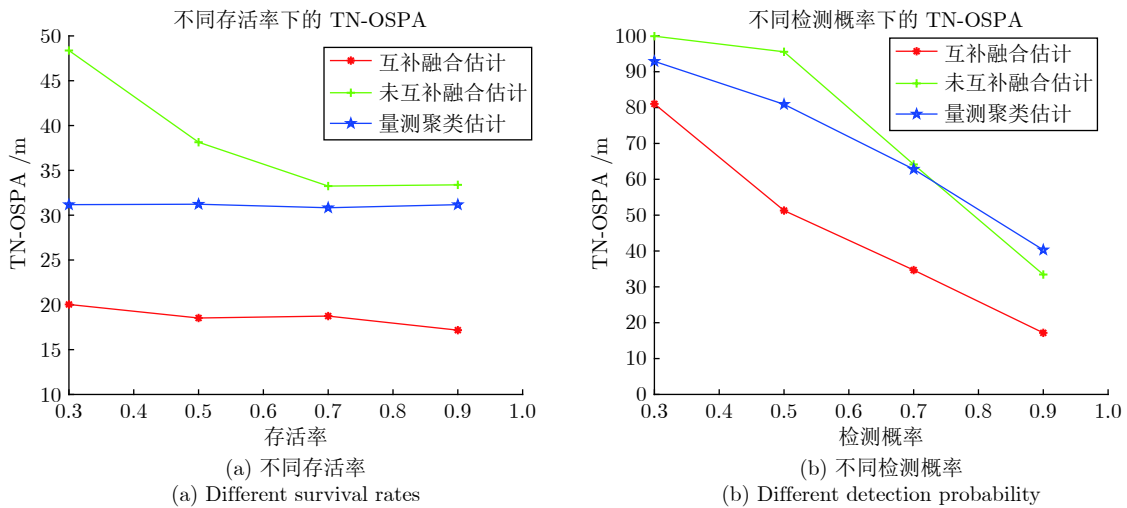 不同存活率下的 TN-OSPA
50
45
40
35
30
25
20
15
10
TN-OSPA /m
互补融合估计
未互补融合估计
量测聚类估计
0.3 0.4 0.5 0.6 0.7 0.8 0.9 1.0
存活率
(a) 不同存活率
(a) Different survival rates
不同检测概率下的 TN-OSPA
100
90
80
70
60
50
40
30
20
10
0
TN-OSPA /m
互补融合估计
未互补融合估计
量测聚类估计
0.3 0.4 0.5 0.6 0.7 0.8 0.9 1.0
检测概率
(b) 不同检测概率
(b) Different detection probability